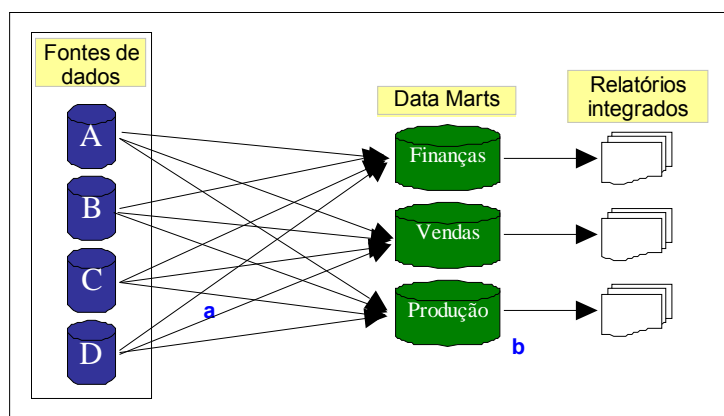 Fontes de
dados
Data Marts
Relatórios
integrados
A
B
C
D
Finanças
Vendas
Produção
a
b